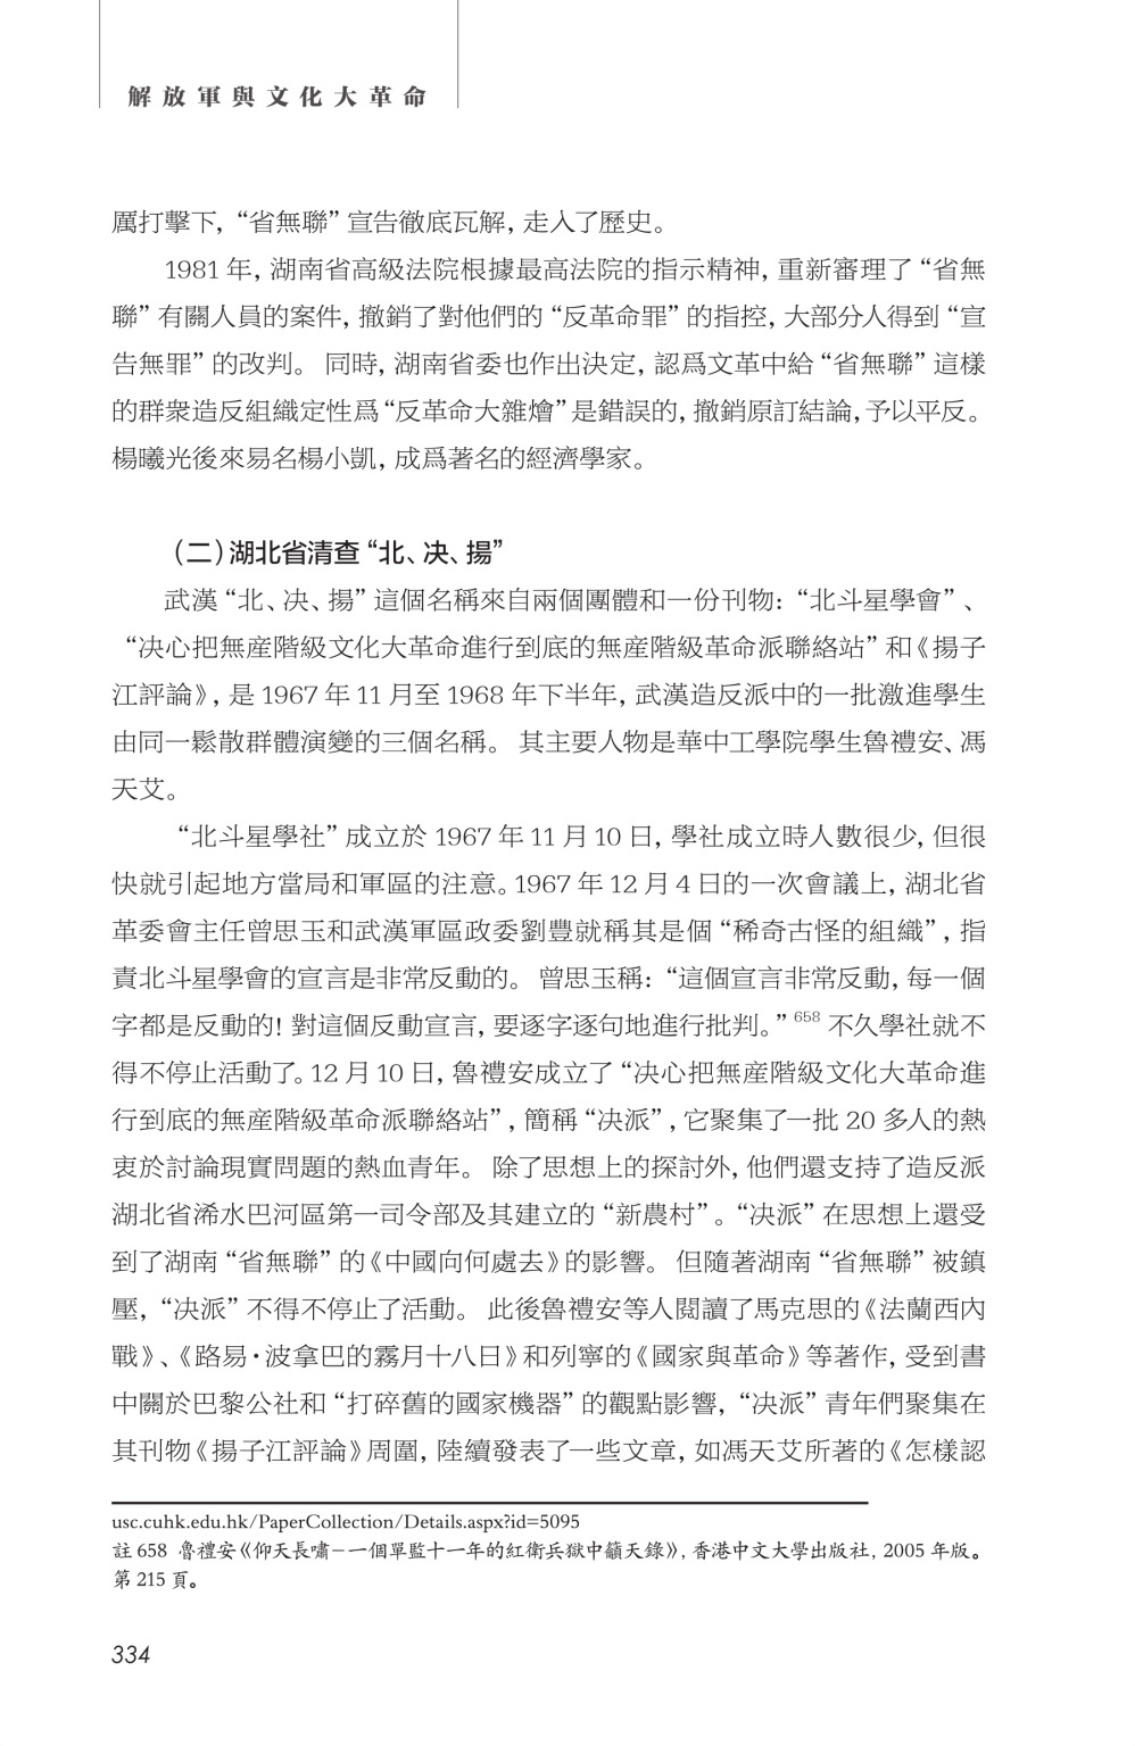 解放軍與文化大革命
厲打擊下，“省無聯”宣告徹底瓦解，走入了歷史。
1981 年，湖南省高級法院根據最高法院的指示精神，重新審理了“省無
聯”有關人員的案件，撤銷了對他們的“反革命罪”的指控，大部分人得到“宣
告無罪”的改判。 同時，湖南省委也作出決定，認爲文革中給“省無聯”這樣
的群衆造反組織定性爲“反革命大雜燴”是錯誤的，撤銷原訂結論，予以平反。
楊曦光後來易名楊小凱，成爲著名的經濟學家。
（二）湖北省清查“北、决、揚”
武漢“北、决、揚”這個名稱來自兩個團體和一份刊物：“北斗星學會”、
“决心把無産階級文化大革命進行到底的無産階級革命派聯絡站”和《揚子
江評論》，是 1967 年 11 月至 1968 年下半年，武漢造反派中的一批激進學生
由同一鬆散群體演變的三個名稱。 其主要人物是華中工學院學生魯禮安、馮
天艾。
“北斗星學社”成立於 1967 年 11 月 10 日，學社成立時人數很少，但很
快就引起地方當局和軍區的注意。1967 年 12 月 4 日的一次會議上，湖北省
革委會主任曾思玉和武漢軍區政委劉豐就稱其是個“稀奇古怪的組織”，指
責北斗星學會的宣言是非常反動的。 曾思玉稱：“這個宣言非常反動，每一個
字都是反動的！對這個反動宣言，要逐字逐句地進行批判。”658 不久學社就不
得不停止活動了。12 月 10 日，魯禮安成立了“决心把無産階級文化大革命進
行到底的無産階級革命派聯絡站”，簡稱“决派”，它聚集了一批 20 多人的熱
衷於討論現實問題的熱血青年。 除了思想上的探討外，他們還支持了造反派
湖北省浠水巴河區第一司令部及其建立的“新農村”。“决派”在思想上還受
到了湖南“省無聯”的《中國向何處去》的影響。 但隨著湖南“省無聯”被鎮
壓，“决派”不得不停止了活動。 此後魯禮安等人閱讀了馬克思的《法蘭西內
戰》、《路易·波拿巴的霧月十八日》和列寧的《國家與革命》等著作，受到書
中關於巴黎公社和“打碎舊的國家機器”的觀點影響，“决派”青年們聚集在
其刊物《揚子江評論》周圍，陸續發表了一些文章，如馮天艾所著的《怎樣認
usc.cuhk.edu.hk/PaperCollection/Details.aspx?id=5095
註 658 魯禮安《仰天長嘯－一個單監十一年的紅衛兵獄中籲天錄》，香港中文大學出版社，2005 年版。
第 215 頁。
334